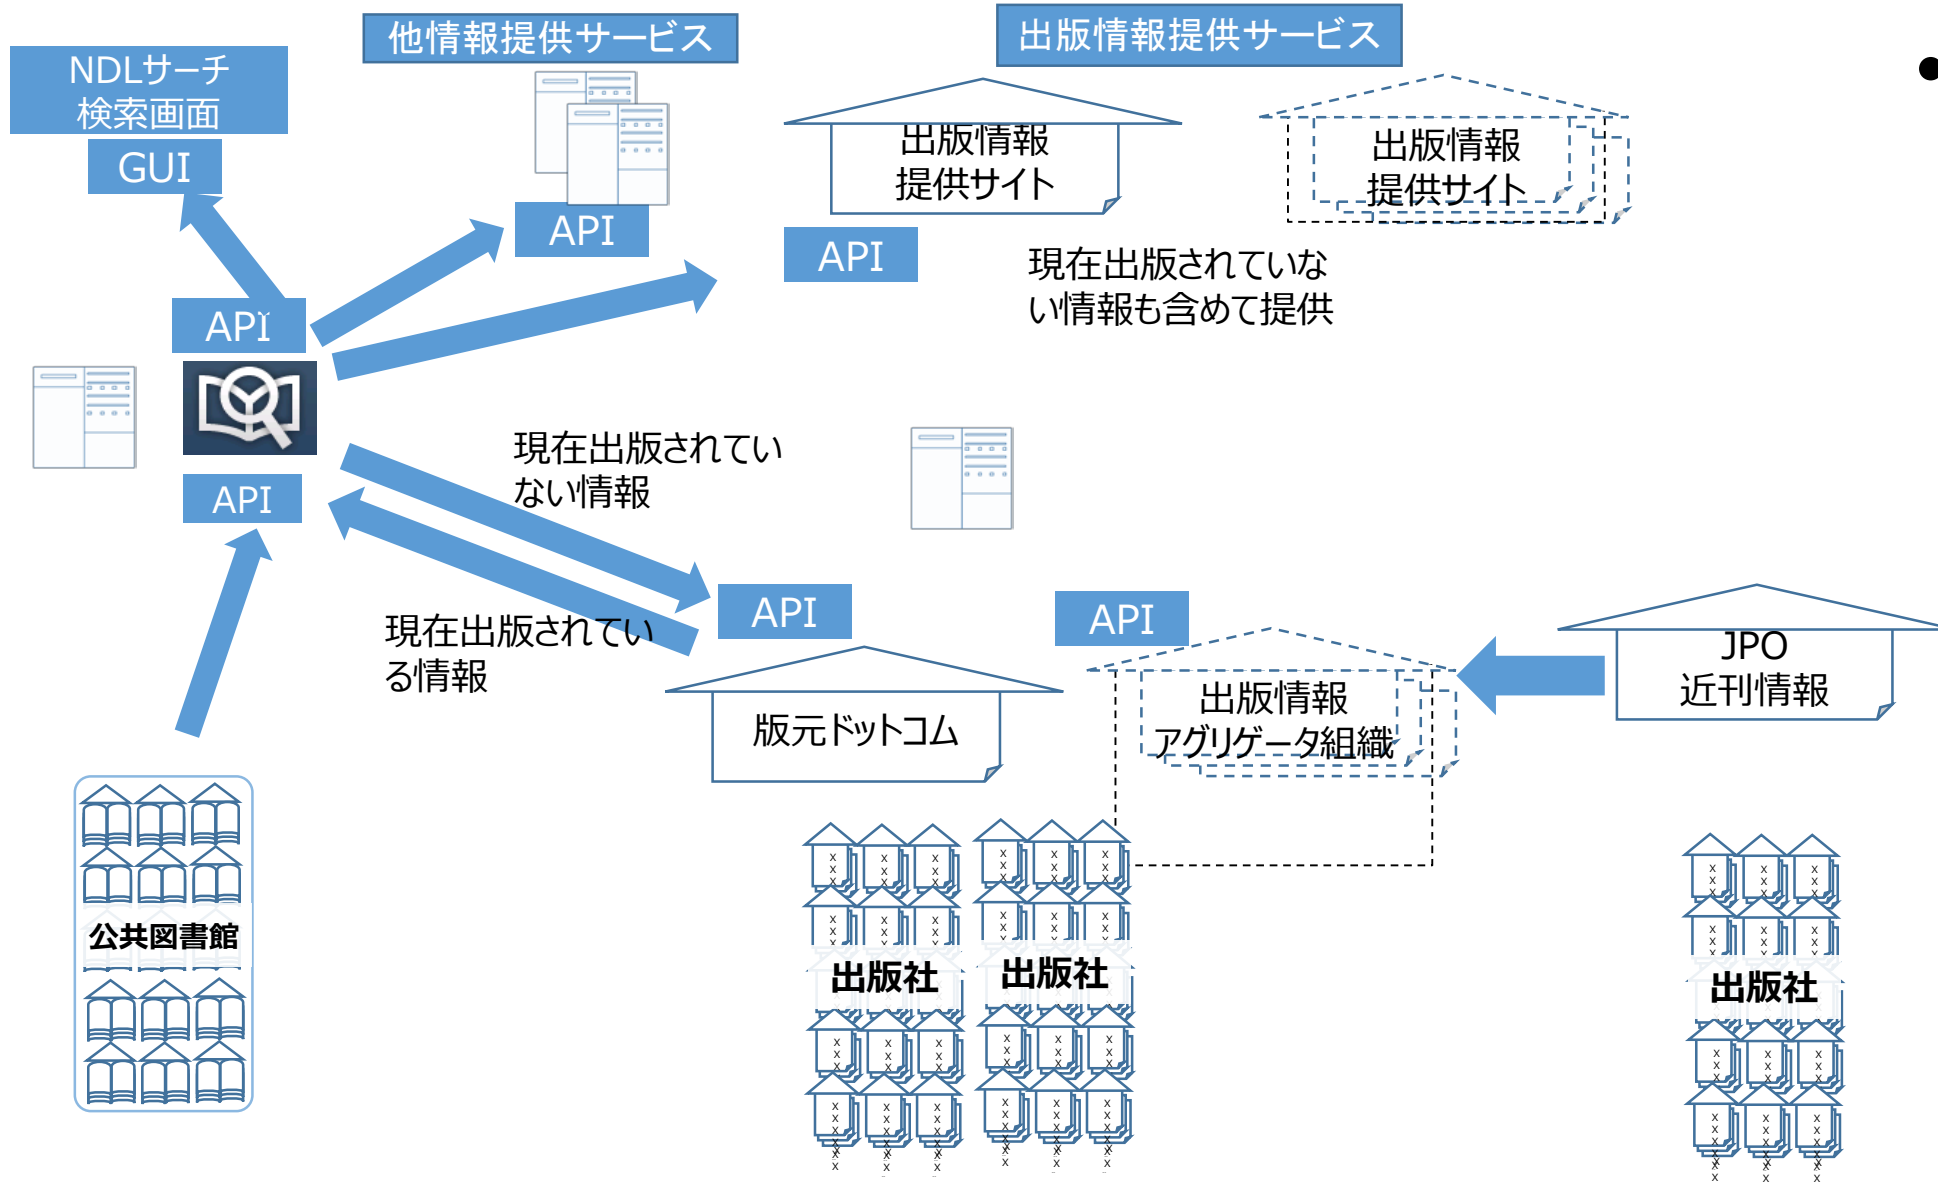 他情報提供サービス
出版情報提供サービス
NDLサーチ
検索画面
GUI
出版情報
提供サイト
出版情報
提供サイト
API
API
現在出版されていな
い情報も含めて提供
API
現在出版されてい
ない情報
API
現在出版されてい
る情報
API
API
JPO
近刊情報
版元ドットコム
出版情報
アグリゲータ組織
公共図書館
出版社
出版社
出版社